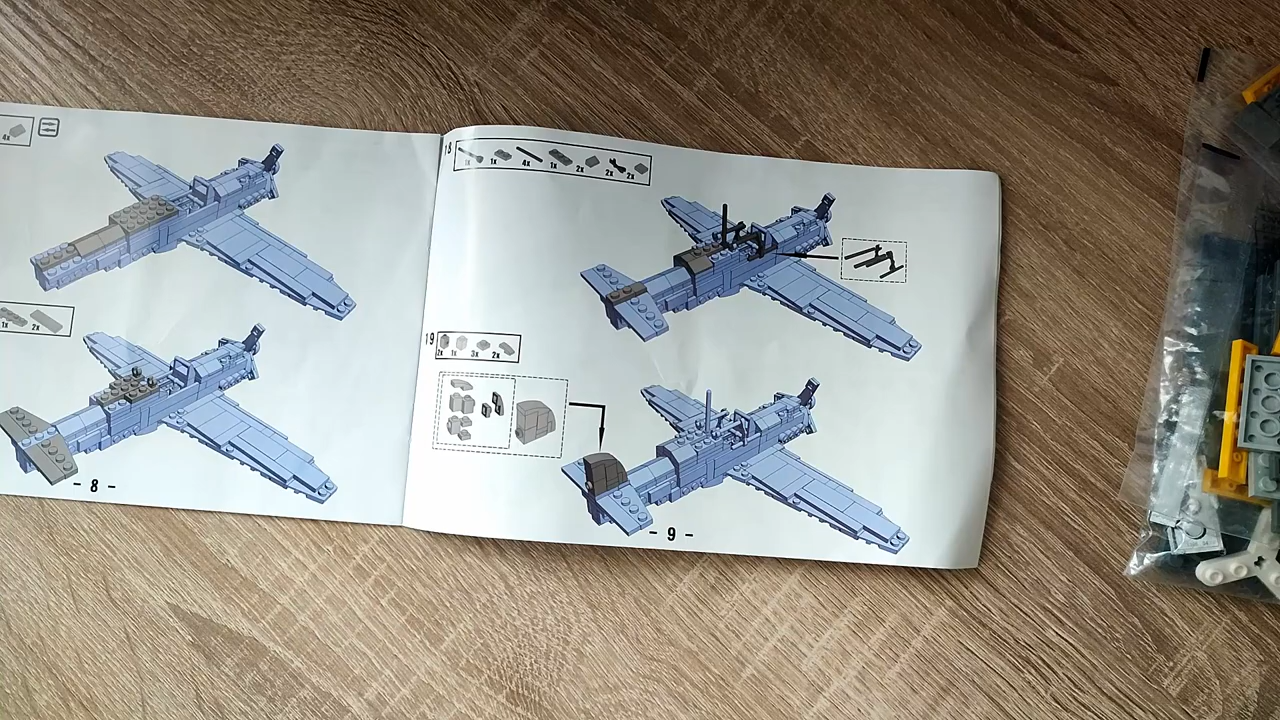 4x
1x 2x
- 8 -
18
1x 1x 4x 1x 2x 2x 2x
19
2x 1x 3x 2x
- 9 -